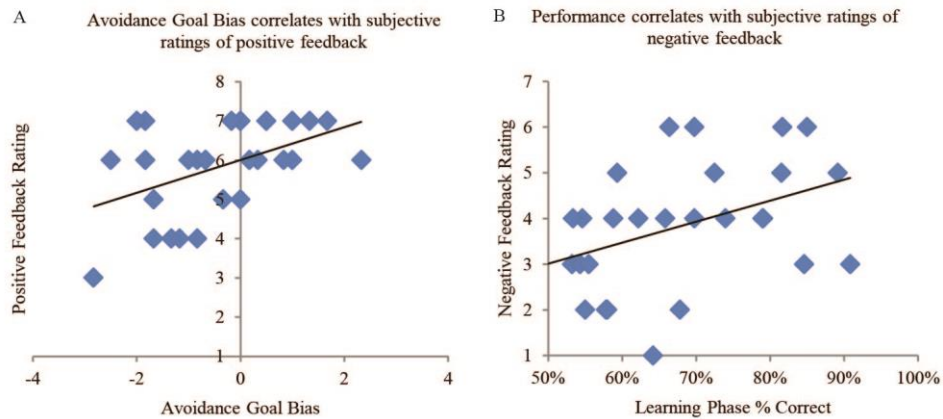 A
Avoidance Goal Bias correlates with subjective
ratings of positive feedback
Positive Feedback Rating
8
7
6
5
4
3
2
1
-4
-2
0
2
4
Avoidance Goal Bias
B
Performance correlates with subjective ratings of
negative feedback
Negative Feedback Rating
7
6
5
4
3
2
1
50%
60%
70%
80%
90%
100%
Learning Phase % Correct